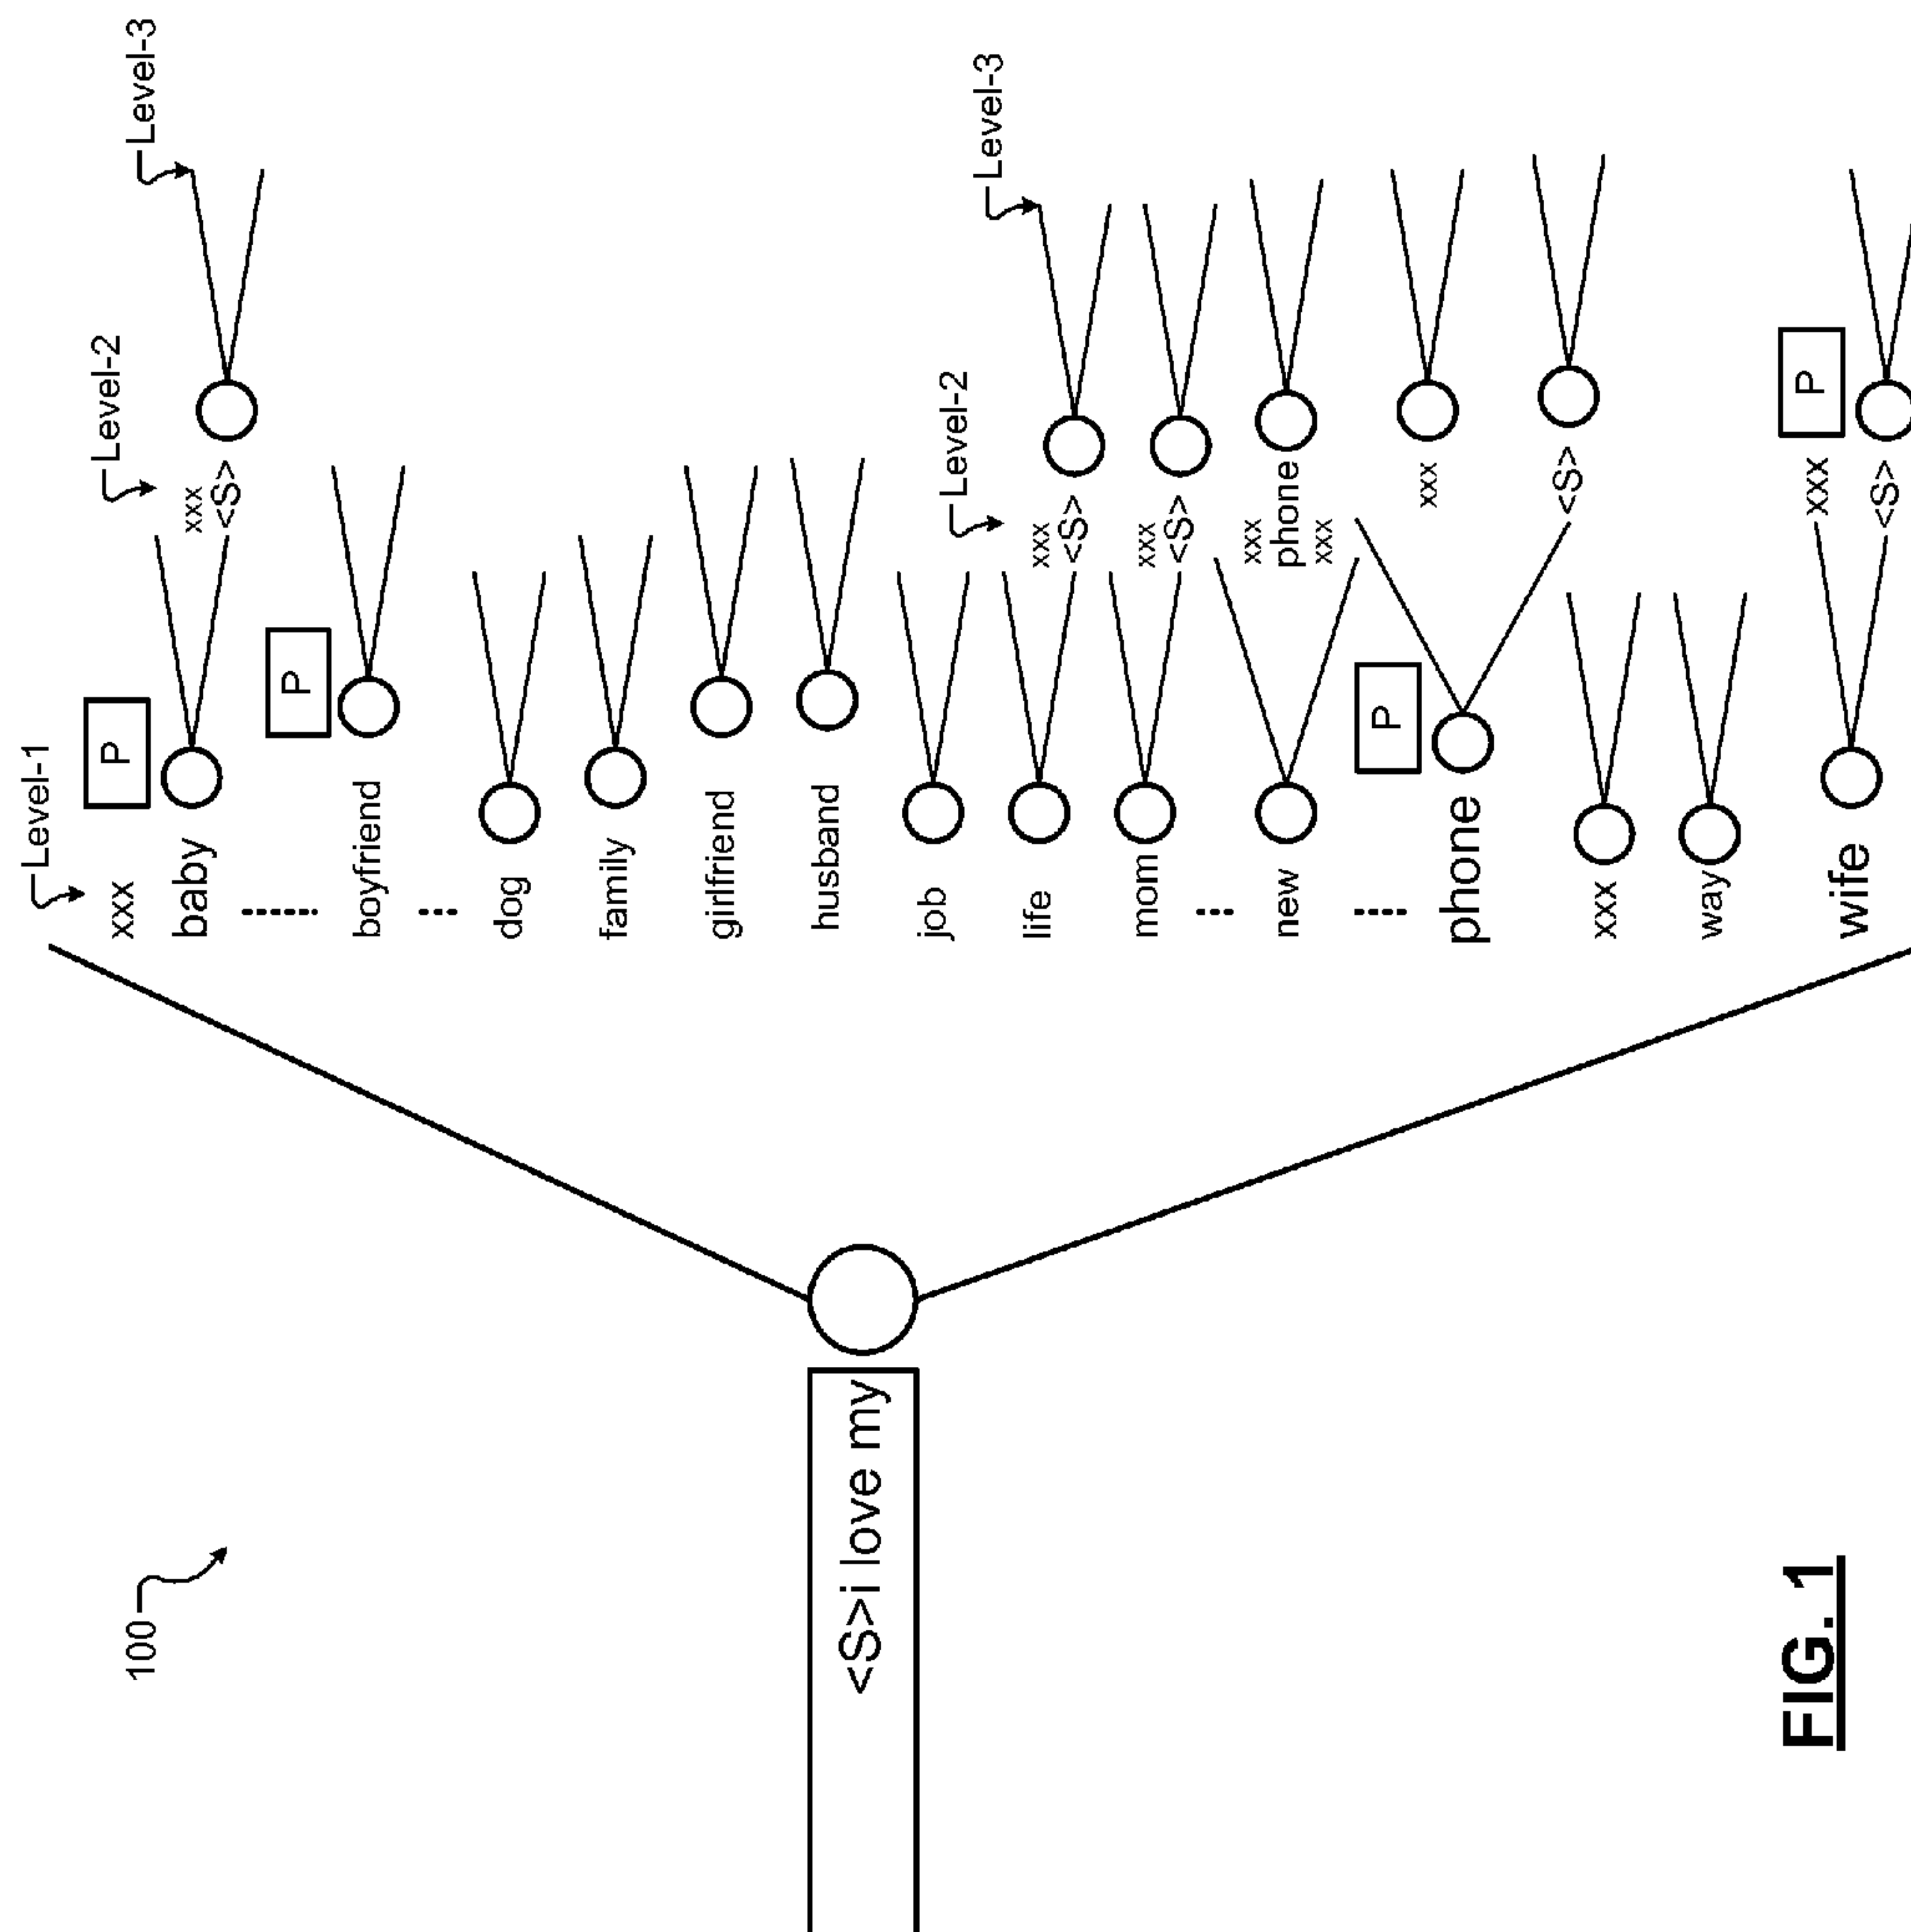 100
<S>i love my
Level-1
xxx
P
baby
Level-2
xxx
<S>
Level-3
boyfriend
P
dog
family
girlfriend
husband
job
life
Level-2
xxx
<S>
Level-3
mom
xxx
<S>
new
xxx
phone
xxx
phone
P
xxx
<S>
xxx
way
wife
xxx
<S>
P
FIG. 1